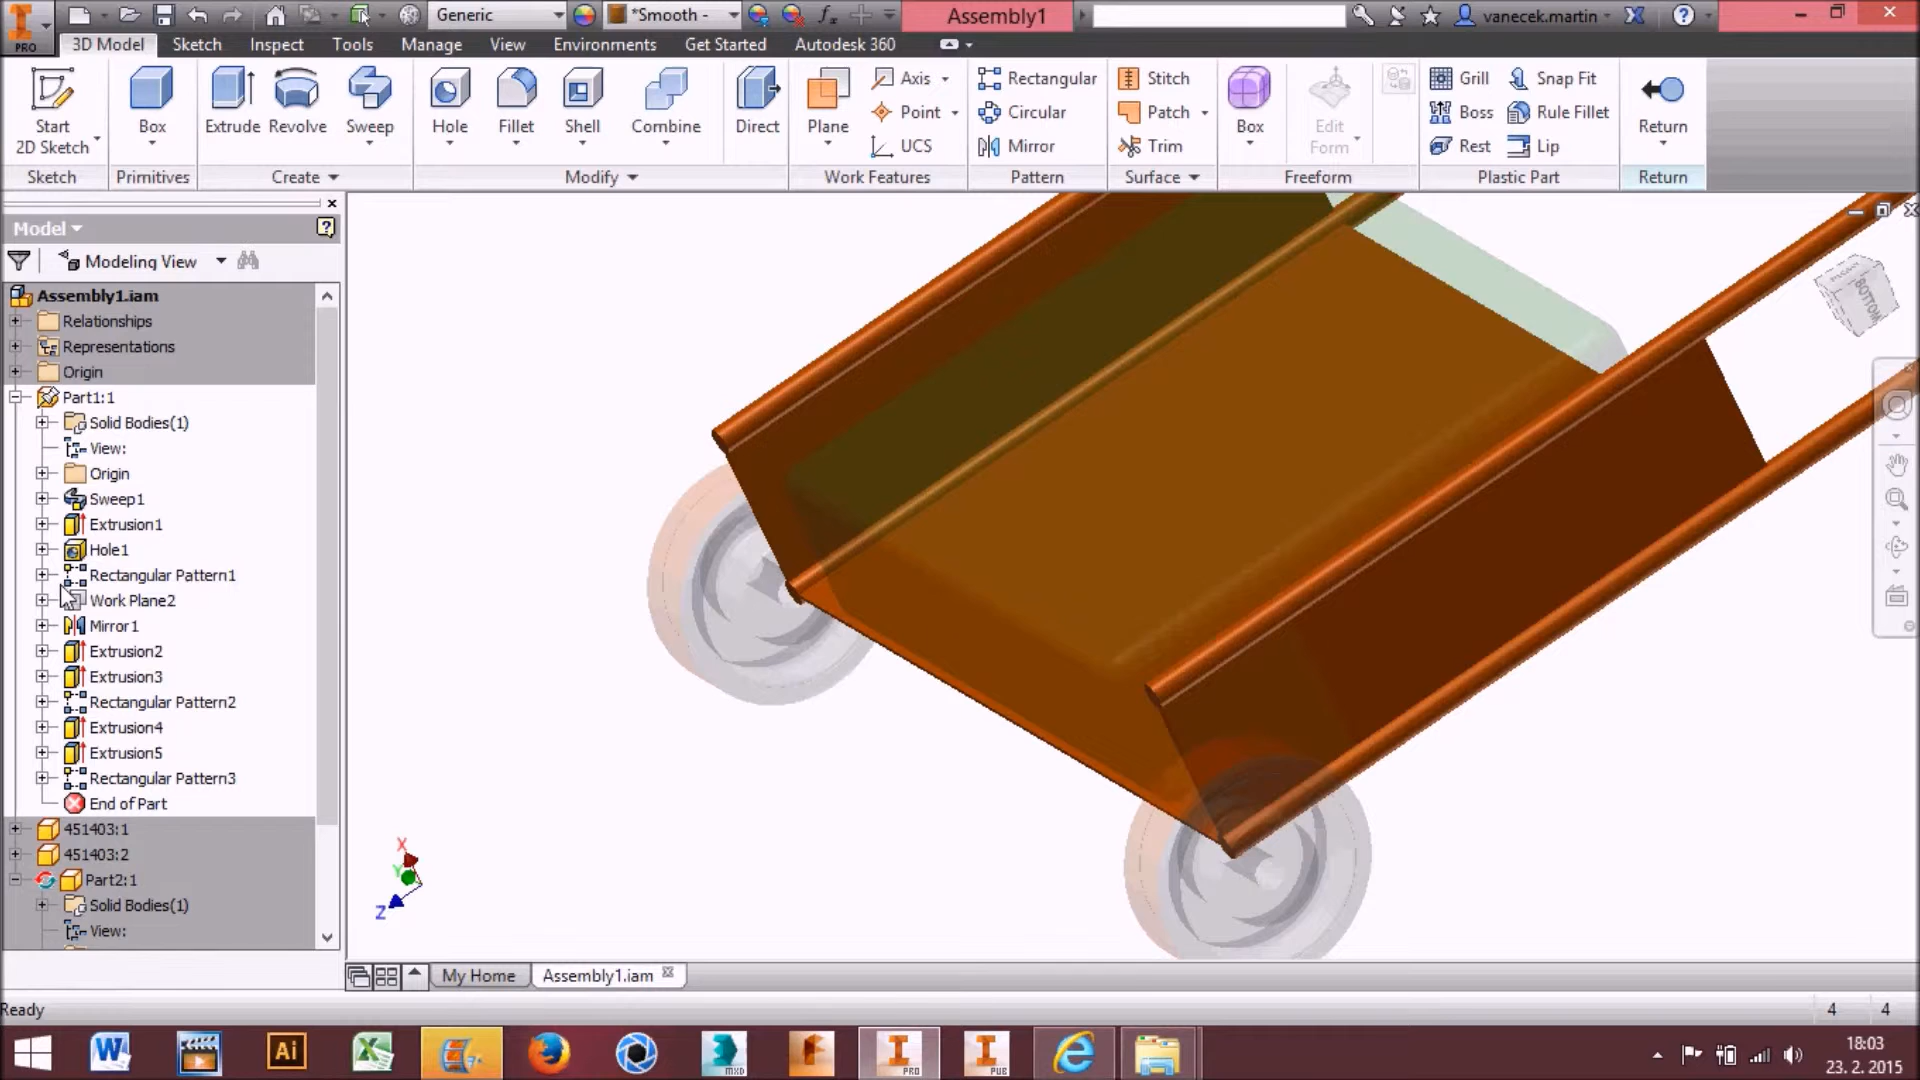 Generic *Smooth - fx Assembly1 vanecek.martin
PRO 3D Model Sketch Inspect Tools Manage View Environments Get Started Autodesk 360
Start 2D Sketch
Box
Extrude Revolve Sweep
Hole Fillet Shell Combine Direct
Plane Axis Point UCS
Rectangular Circular Mirror
Stitch Patch Trim
Box Edit Form
Grill Snap Fit
Boss Rule Fillet
Rest Lip
Return
Sketch Primitives Create Modify Work Features Pattern Surface Freeform Plastic Part Return
Model
Modeling View
Assembly1.iam
Relationships
Representations
Origin
Part1:1
Solid Bodies(1)
View:
Origin
Sweep1
Extrusion1
Hole1
Rectangular Pattern1
Work Plane2
Mirror1
Extrusion2
Extrusion3
Rectangular Pattern2
Extrusion4
Extrusion5
Rectangular Pattern3
End of Part
451403:1
451403:2
Part2:1
Solid Bodies(1)
View:
BOTTOM
X
Y
Z
My Home Assembly1.iam
Ready 4 4
W Ai X MXD F I PRO I PUB
18:03
23. 2. 2015